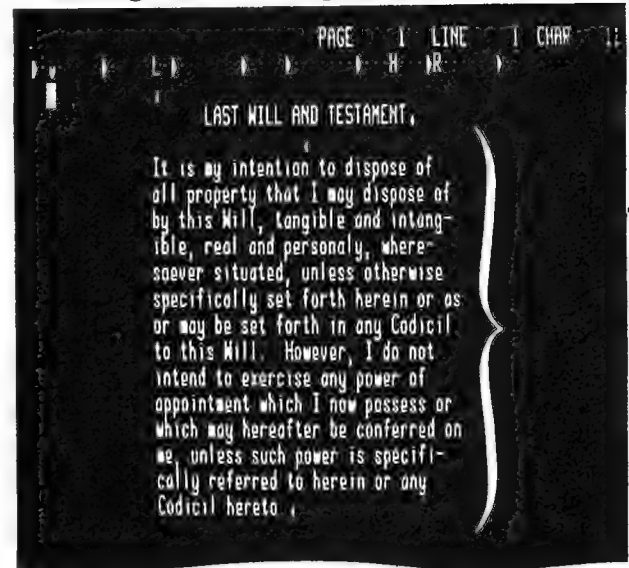 PAGE 1 LINE 1 CHAR
L H R
LAST WILL AND TESTAMENT
It is my intention to dispose of
all property that I may dispose of
by this Will, tangible and intang-
ible, real and personaly, where-
soever situated, unless otherwise
specifically set forth herein or as
or may be set forth in any Codicil
to this Will. However, I do not
intend to exercise any power of
appointment which I now possess or
which may hereafter be conferred on
me, unless such power is specifi-
cally referred to herein or any
Codicil hereto